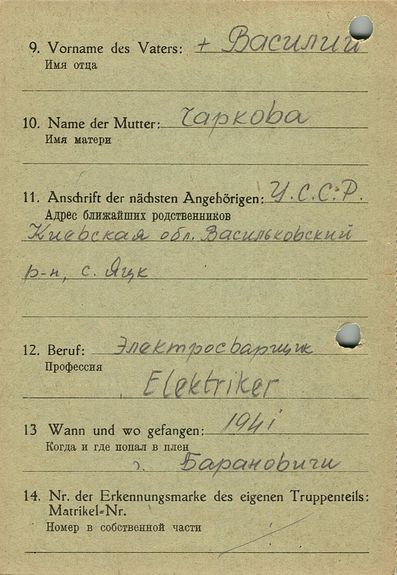 9. Vorname des Vaters: + Василий
Имя отца
10. Name der Mutter: Чаркова
Имя матери
11. Anschrift der nächsten Angehörigen: У.С.С.Р.
Адрес ближайших родственников
Киевская обл. Васильковский
р-н, с. Яцк
12. Beruf: Электросварщик
Профессия
Elektriker
13 Wann und wo gefangen: 1941
Когда и где попал в плен
г. Барановичи
14. Nr. der Erkennungsmarke des eigenen Truppenteils:
Matrikel=Nr.
Номер в собственной части